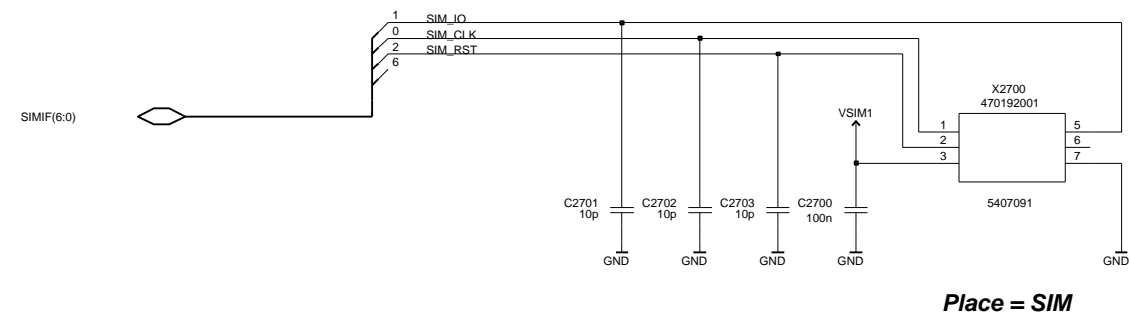 1 SIM_IO
0 SIM_CLK
2 SIM_RST
6
X2700
470192001
SIMIF(6:0)
VSIM1
1 5
2 6
3 7
C2701 C2702 C2703 C2700 5407091
10p 10p 10p 100n
GND GND GND GND GND
Place = SIM